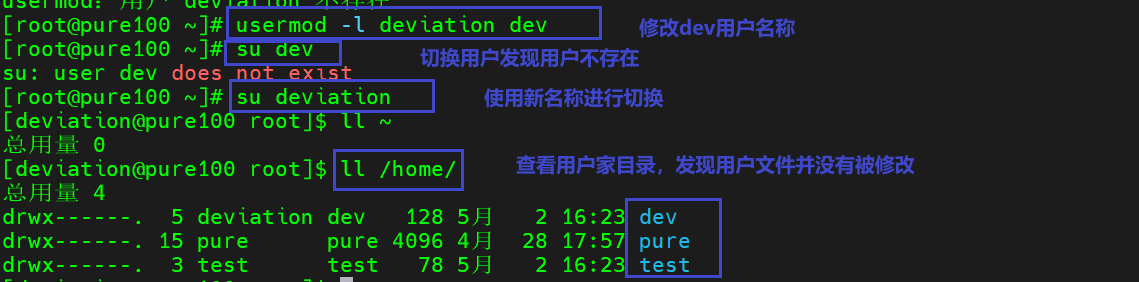 usermod: 用户"deviation"不存在
[root@pure100 ~]# usermod -l deviation dev 修改dev用户名称
[root@pure100 ~]# su dev 切换用户发现用户不存在
su: user dev does not exist
[root@pure100 ~]# su deviation 使用新名称进行切换
[deviation@pure100 root]$ ll ~
总用量 0
[deviation@pure100 root]$ ll /home/ 查看用户家目录，发现用户文件并没有被修改
总用量 4
drwx------. 5 deviation dev 128 5月 2 16:23 dev
drwx------. 15 pure pure 4096 4月 28 17:57 pure
drwx------. 3 test test 78 5月 2 16:23 test